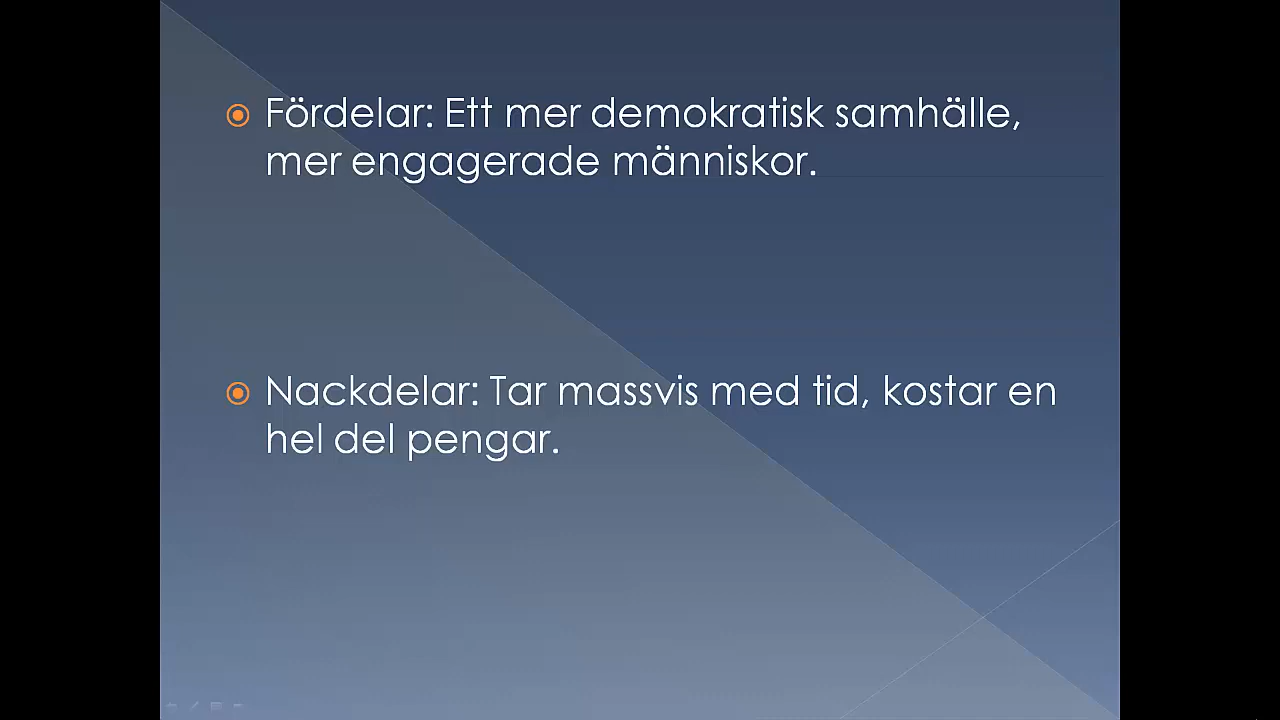 Fördelar: Ett mer demokratisk samhälle,
mer engagerade människor.
Nackdelar: Tar massvis med tid, kostar en
hel del pengar.